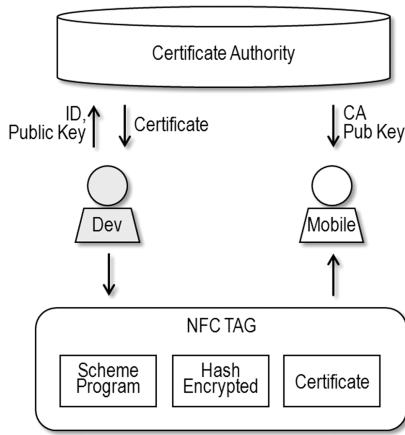 Certificate Authority
ID,
Public Key
Certificate
CA
Pub Key
Dev
Mobile
NFC TAG
Scheme
Program
Hash
Encrypted
Certificate